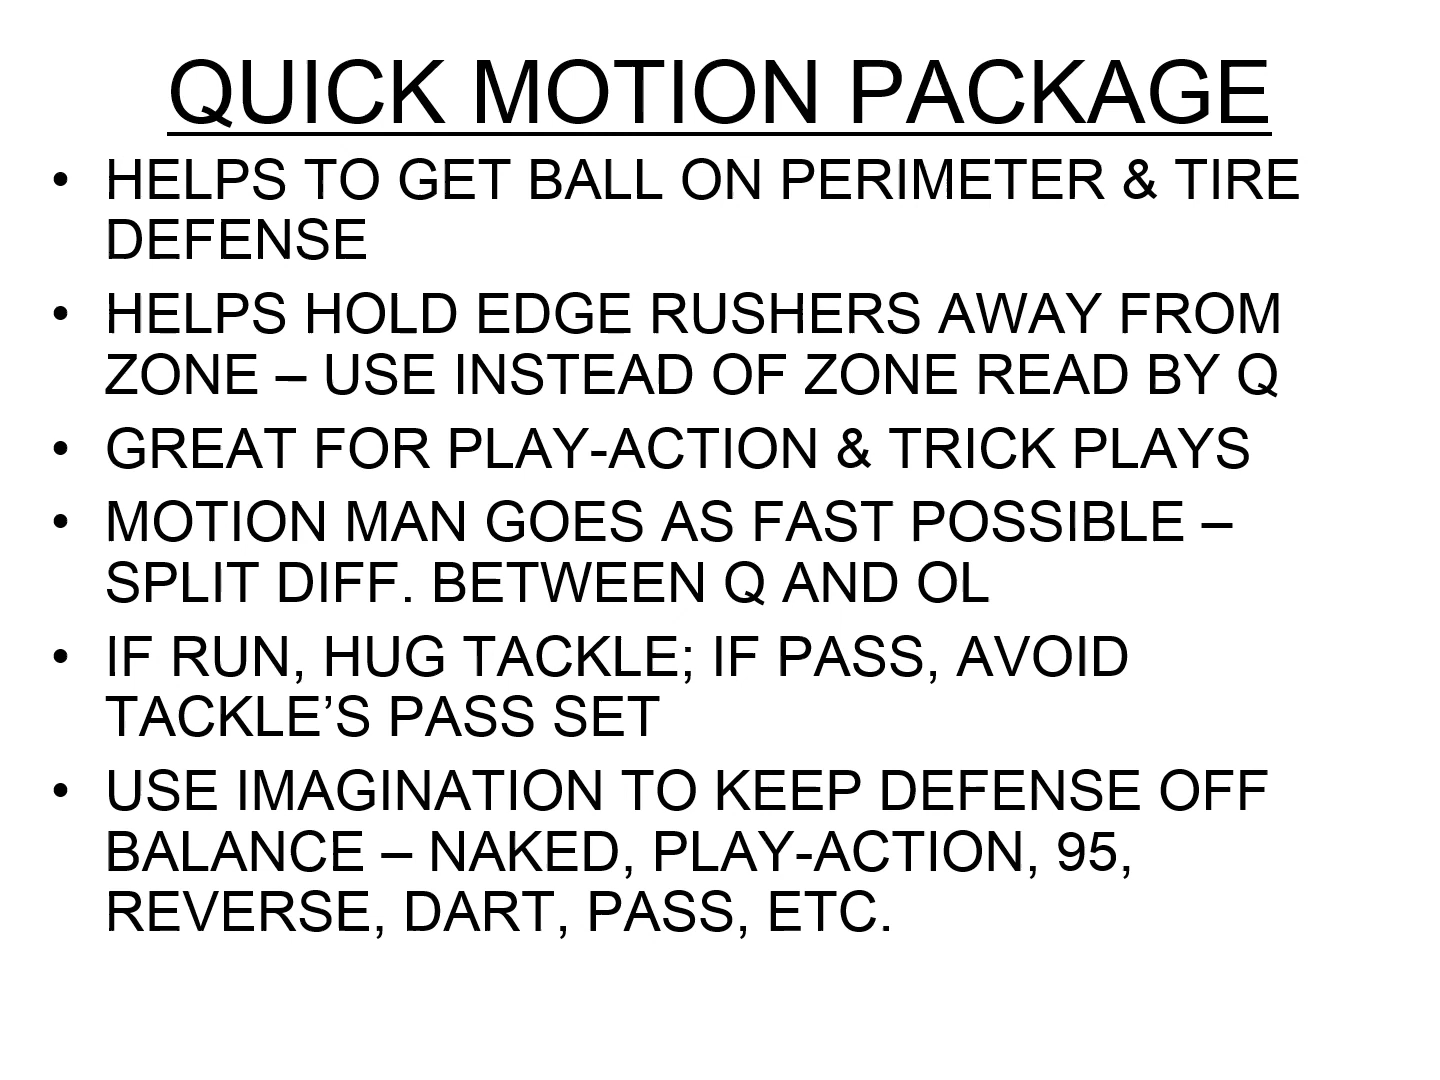 QUICK MOTION PACKAGE
• HELPS TO GET BALL ON PERIMETER & TIRE
DEFENSE
• HELPS HOLD EDGE RUSHERS AWAY FROM
ZONE – USE INSTEAD OF ZONE READ BY Q
• GREAT FOR PLAY-ACTION & TRICK PLAYS
• MOTION MAN GOES AS FAST POSSIBLE –
SPLIT DIFF. BETWEEN Q AND OL
• IF RUN, HUG TACKLE; IF PASS, AVOID
TACKLE’S PASS SET
• USE IMAGINATION TO KEEP DEFENSE OFF
BALANCE – NAKED, PLAY-ACTION, 95,
REVERSE, DART, PASS, ETC.